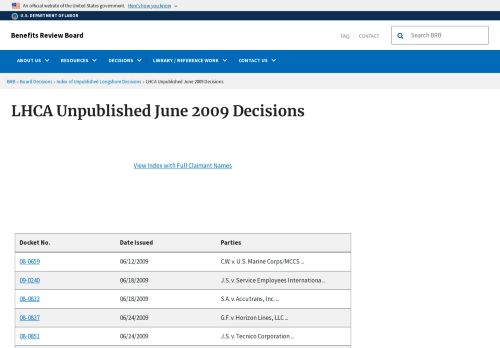 An official website of the United States government. Here's how you know
U.S. DEPARTMENT OF LABOR
Benefits Review Board
FAQ CONTACT
Search BRB
ABOUT US RESOURCES DECISIONS LIBRARY / REFERENCE WORK CONTACT US
BRB › Board Decisions › Index of Unpublished Longshore Decisions › LHCA Unpublished June 2009 Decisions
LHCA Unpublished June 2009 Decisions
View Index with Full Claimant Names
Docket No. Date Issued Parties
08-0659 06/12/2009 C.W. v. U.S. Marine Corps/MCCS ...
09-0240 06/18/2009 J.S. v. Service Employees Internationa ...
08-0833 06/18/2009 S.A. v. Accutrans, Inc. ...
08-0837 06/24/2009 G.F. v. Horizon Lines, LLC ...
08-0851 06/24/2009 J.S. v. Tecnico Corporation ...